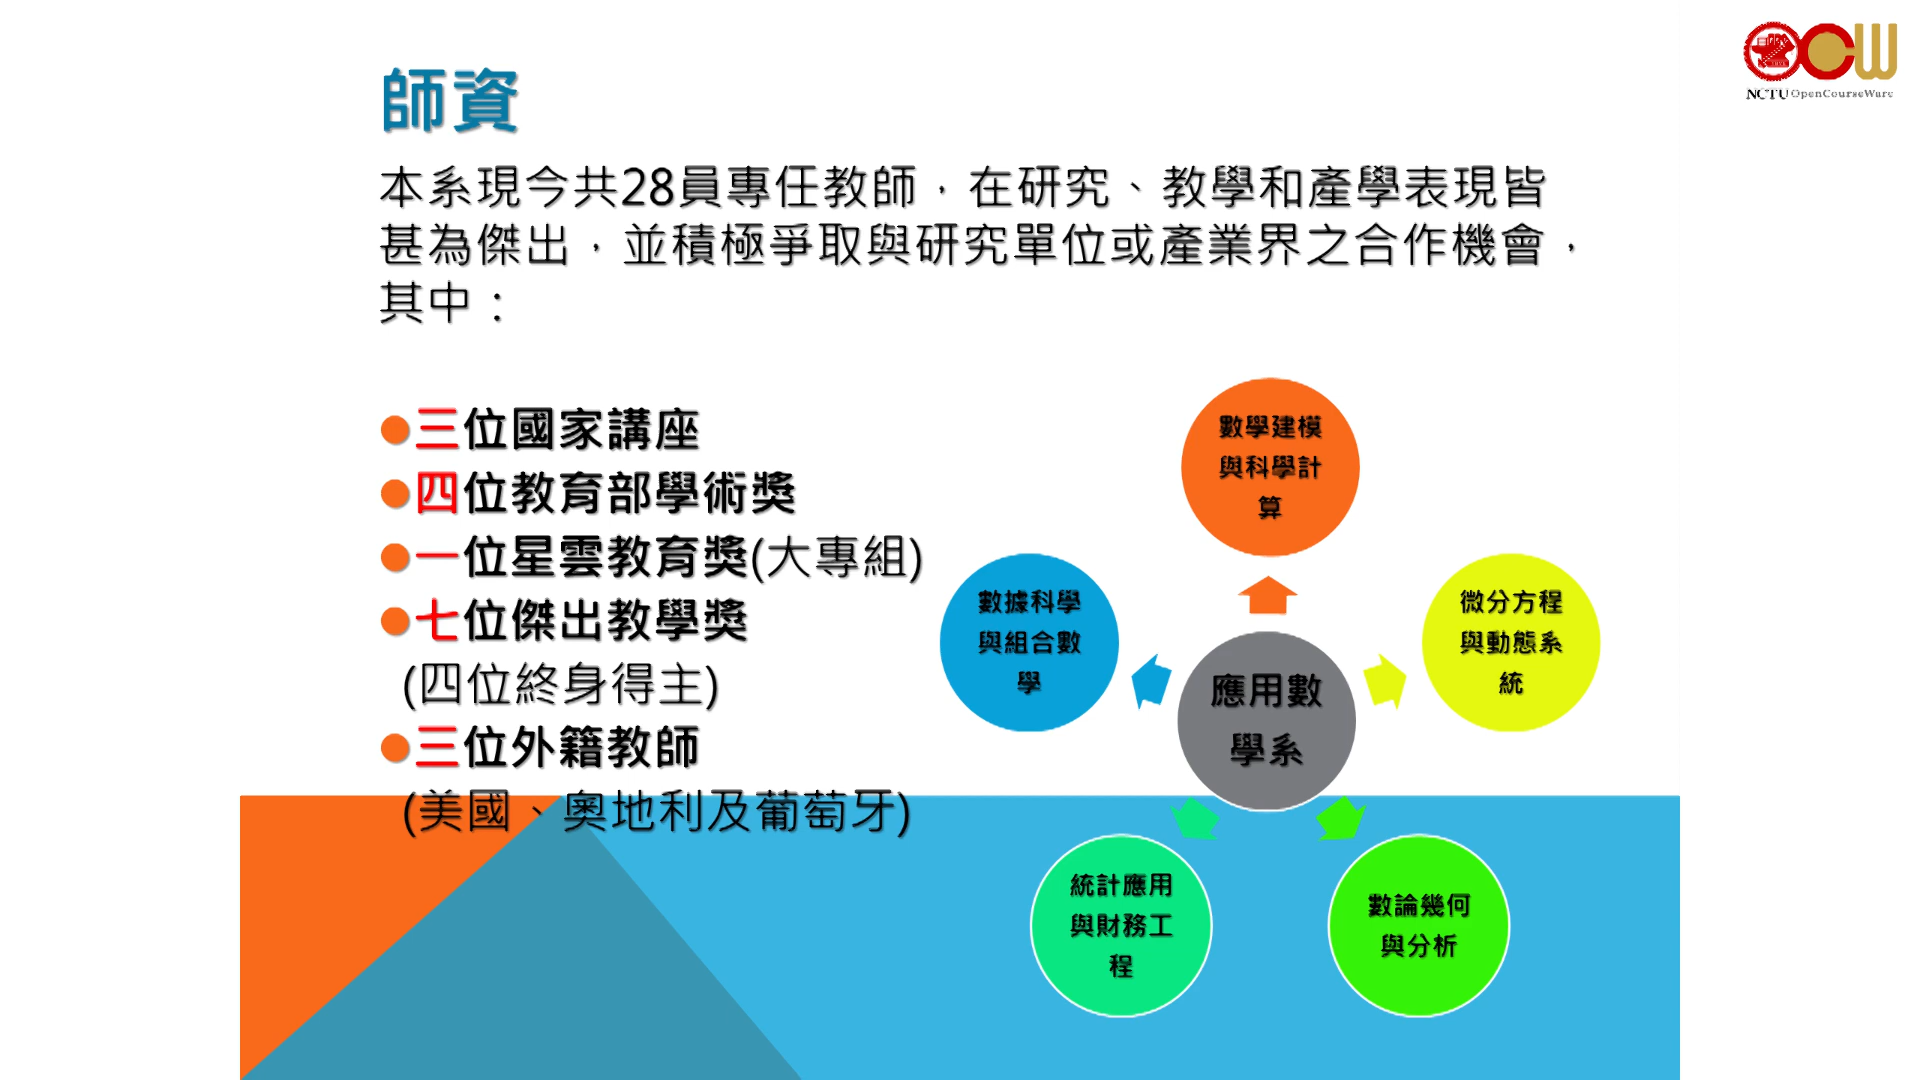 師資
NCTU OpenCourseWare
本系現今共28員專任教師，在研究、教學和產學表現皆
甚為傑出，並積極爭取與研究單位或產業界之合作機會，
其中：
●三位國家講座
●四位教育部學術獎
●一位星雲教育獎(大專組)
●七位傑出教學獎
(四位終身得主)
●三位外籍教師
(美國、奧地利及葡萄牙)
數學建模
與科學計
算
數據科學
與組合數
學
微分方程
與動態系
統
應用數
學系
統計應用
與財務工
程
數論幾何
與分析